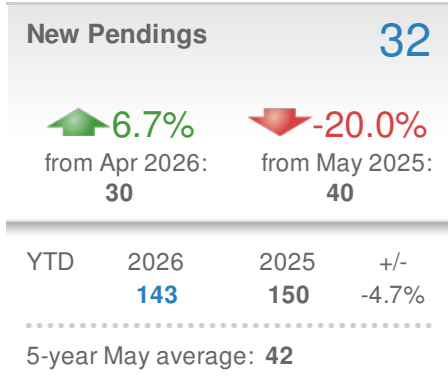 New Pendings 32
6.7% -20.0%
from Apr 2026: from May 2025:
30 40
YTD 2026 2025 +/-
143 150 -4.7%
5-year May average: 42